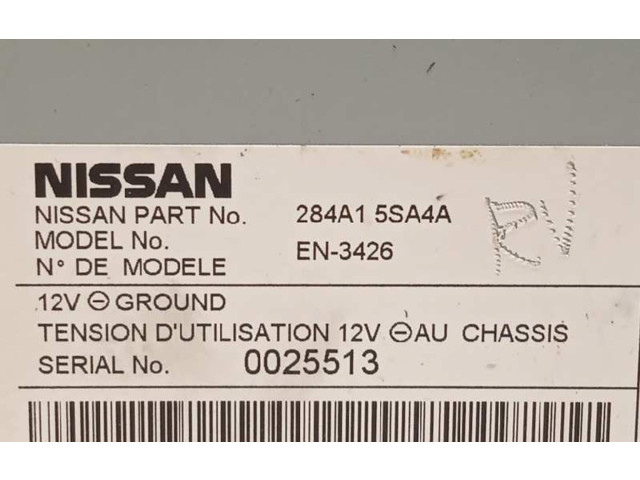 NISSAN
NISSAN PART No. 284A1 5SA4A
MODEL No. EN-3426
N° DE MODELE
12V ⊖ GROUND
TENSION D'UTILISATION 12V ⊖ AU CHASSIS
SERIAL No. 0025513